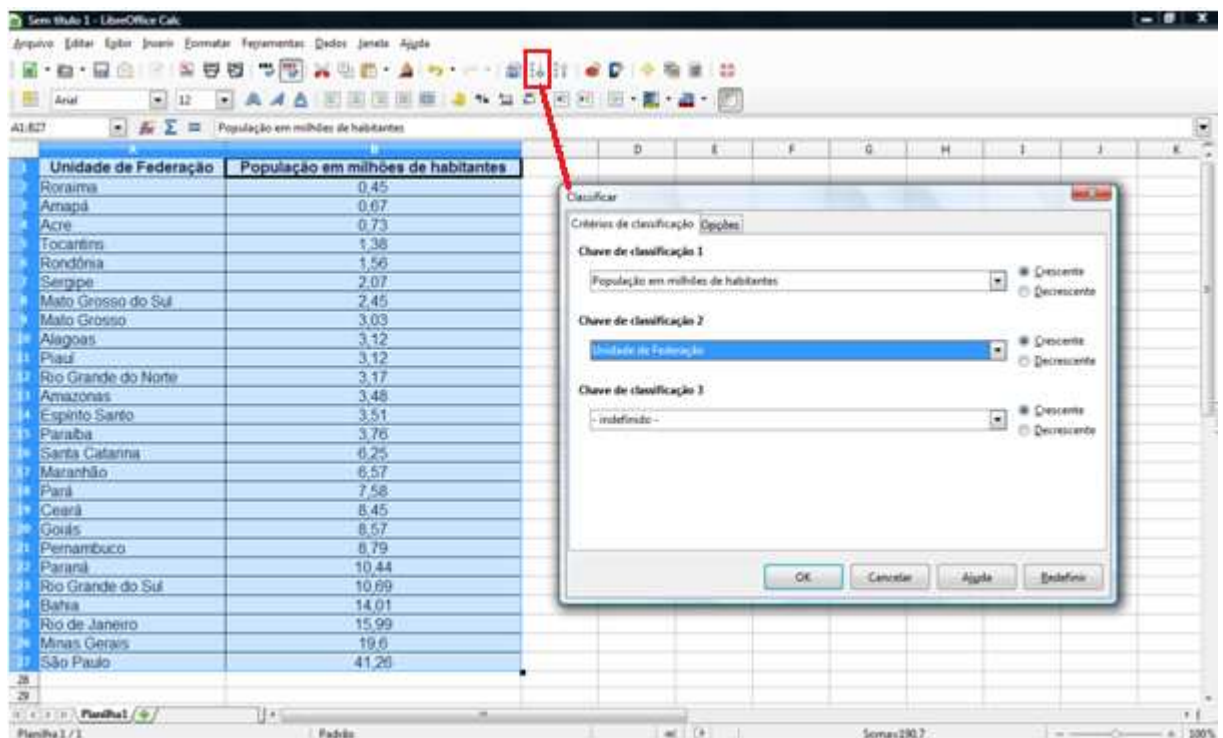 Sem título 1 - LibreOffice Calc
Arquivo Editar Exibir Inserir Formatar Ferramentas Dados Janela Ajuda
Arial 12
A1:B27 População em milhões de habitantes
D E F G H I J K
Unidade de Federação População em milhões de habitantes
Roraima 0,45
Amapá 0,67
Acre 0,73
Tocantins 1,38
Rondônia 1,56
Sergipe 2,07
Mato Grosso do Sul 2,45
Mato Grosso 3,03
Alagoas 3,12
Piauí 3,12
Rio Grande do Norte 3,17
Amazonas 3,48
Espírito Santo 3,51
Paraíba 3,76
Santa Catarina 6,25
Maranhão 6,57
Pará 7,58
Ceará 8,45
Goiás 8,57
Pernambuco 8,79
Paraná 10,44
Rio Grande do Sul 10,69
Bahia 14,01
Rio de Janeiro 15,99
Minas Gerais 19,6
São Paulo 41,26
28
29
Classificar
Critérios de classificação Opções
Chave de classificação 1
População em milhões de habitantes
Crescente
Decrescente
Chave de classificação 2
Unidade de Federação
Crescente
Decrescente
Chave de classificação 3
- indefinido -
Crescente
Decrescente
OK Cancelar Ajuda Redefinir
Planilha1
Planilha 1 / 1 Padrão Soma=190,7 100%